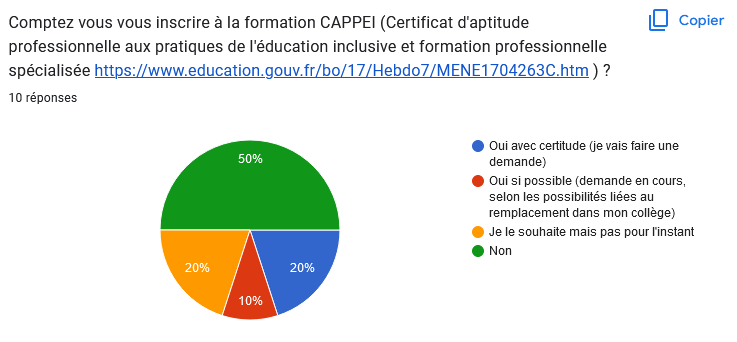 Comptez vous vous inscrire à la formation CAPPEI (Certificat d'aptitude
professionnelle aux pratiques de l'éducation inclusive et formation professionnelle
spécialisée https://www.education.gouv.fr/bo/17/Hebdo7/MENE1704263C.htm ) ?
Copier
10 réponses
50%
20%
10%
20%
Oui avec certitude (je vais faire une
demande)
Oui si possible (demande en cours,
selon les possibilités liées au
remplacement dans mon collège)
Je le souhaite mais pas pour l'instant
Non